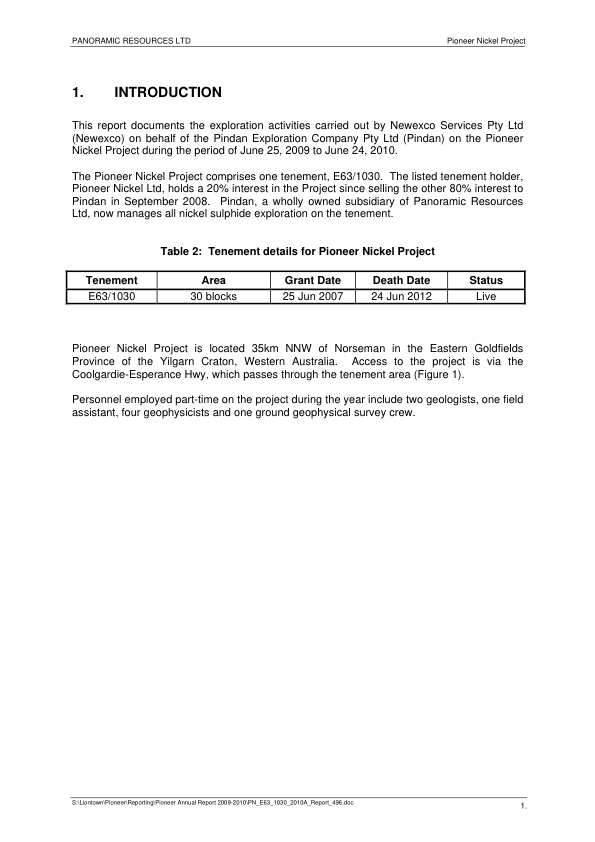 PANORAMIC RESOURCES LTD Pioneer Nickel Project
1. INTRODUCTION
This report documents the exploration activities carried out by Newexco Services Pty Ltd
(Newexco) on behalf of the Pindan Exploration Company Pty Ltd (Pindan) on the Pioneer
Nickel Project during the period of June 25, 2009 to June 24, 2010.
The Pioneer Nickel Project comprises one tenement, E63/1030. The listed tenement holder,
Pioneer Nickel Ltd, holds a 20% interest in the Project since selling the other 80% interest to
Pindan in September 2008. Pindan, a wholly owned subsidiary of Panoramic Resources
Ltd, now manages all nickel sulphide exploration on the tenement.
Table 2: Tenement details for Pioneer Nickel Project
Tenement Area Grant Date Death Date Status
E63/1030 30 blocks 25 Jun 2007 24 Jun 2012 Live
Pioneer Nickel Project is located 35km NNW of Norseman in the Eastern Goldfields
Province of the Yilgarn Craton, Western Australia. Access to the project is via the
Coolgardie-Esperance Hwy, which passes through the tenement area (Figure 1).
Personnel employed part-time on the project during the year include two geologists, one field
assistant, four geophysicists and one ground geophysical survey crew.
S:\Liontown\Pioneer\Reporting\Pioneer Annual Report 2009-2010\PN_E63_1030_2010A_Report_496.doc
1.